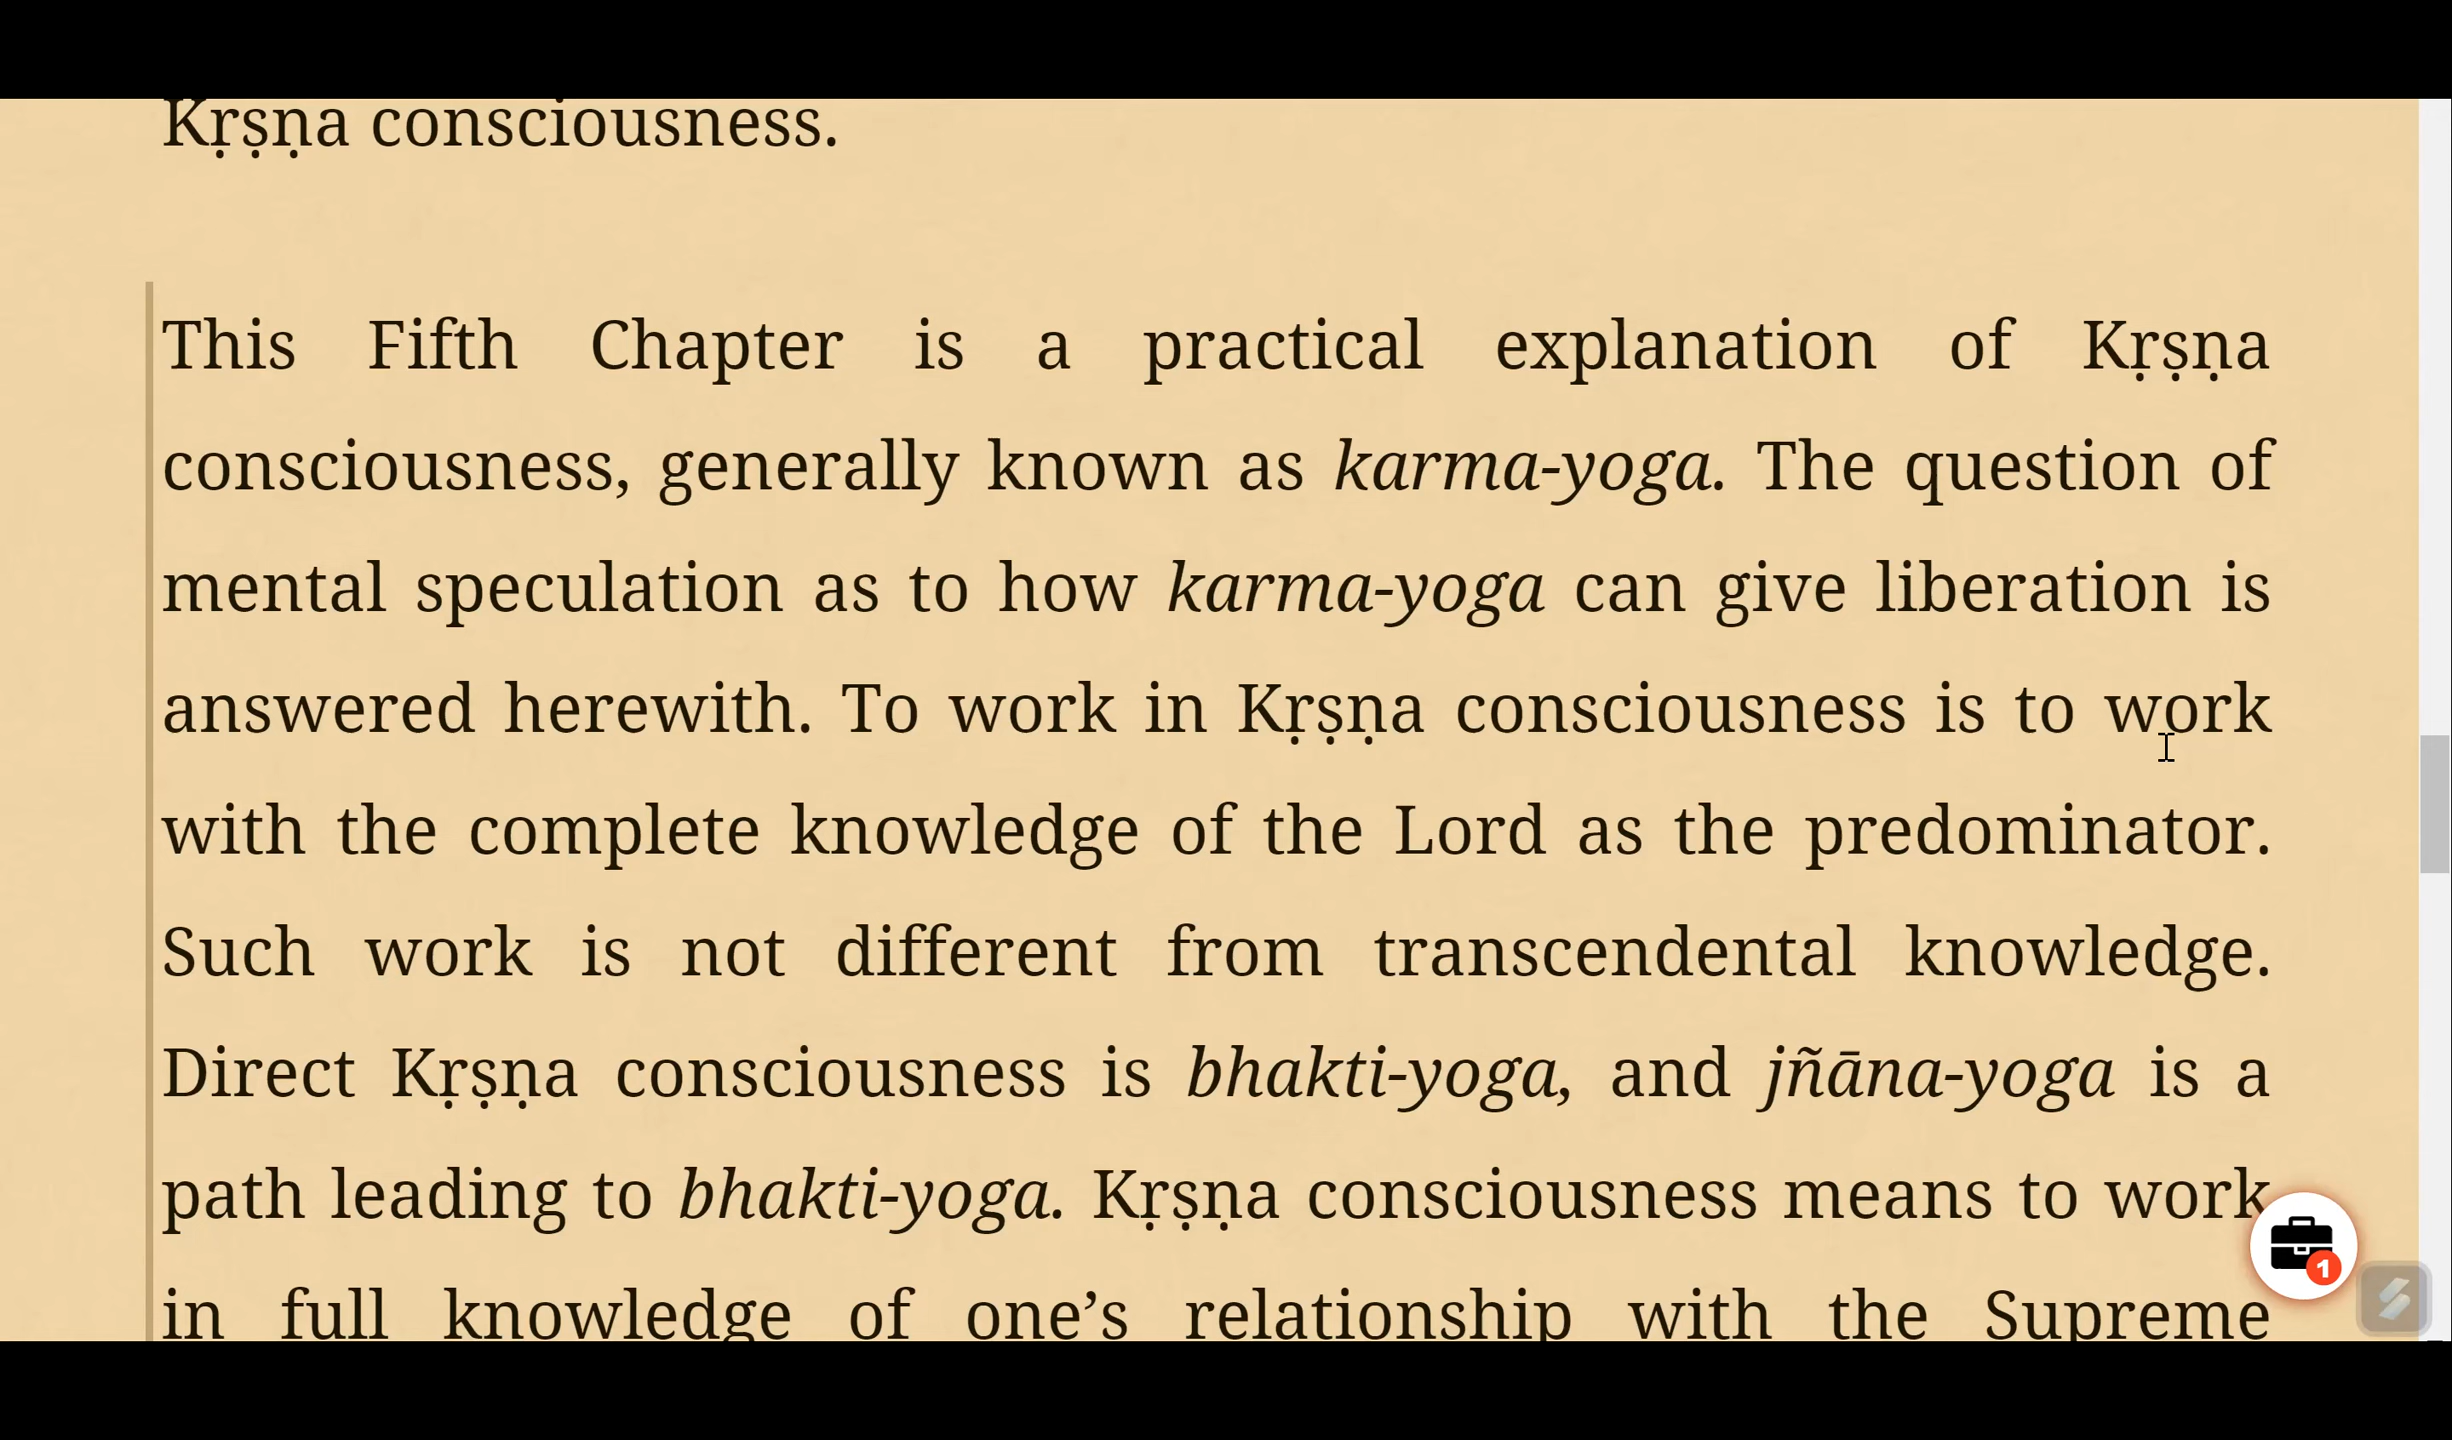 Kṛṣṇa consciousness.
This Fifth Chapter is a practical explanation of Kṛṣṇa
consciousness, generally known as karma-yoga. The question of
mental speculation as to how karma-yoga can give liberation is
answered herewith. To work in Kṛṣṇa consciousness is to work
with the complete knowledge of the Lord as the predominator.
Such work is not different from transcendental knowledge.
Direct Kṛṣṇa consciousness is bhakti-yoga, and jñāna-yoga is a
path leading to bhakti-yoga. Kṛṣṇa consciousness means to work
in full knowledge of one’s relationship with the Supreme
1